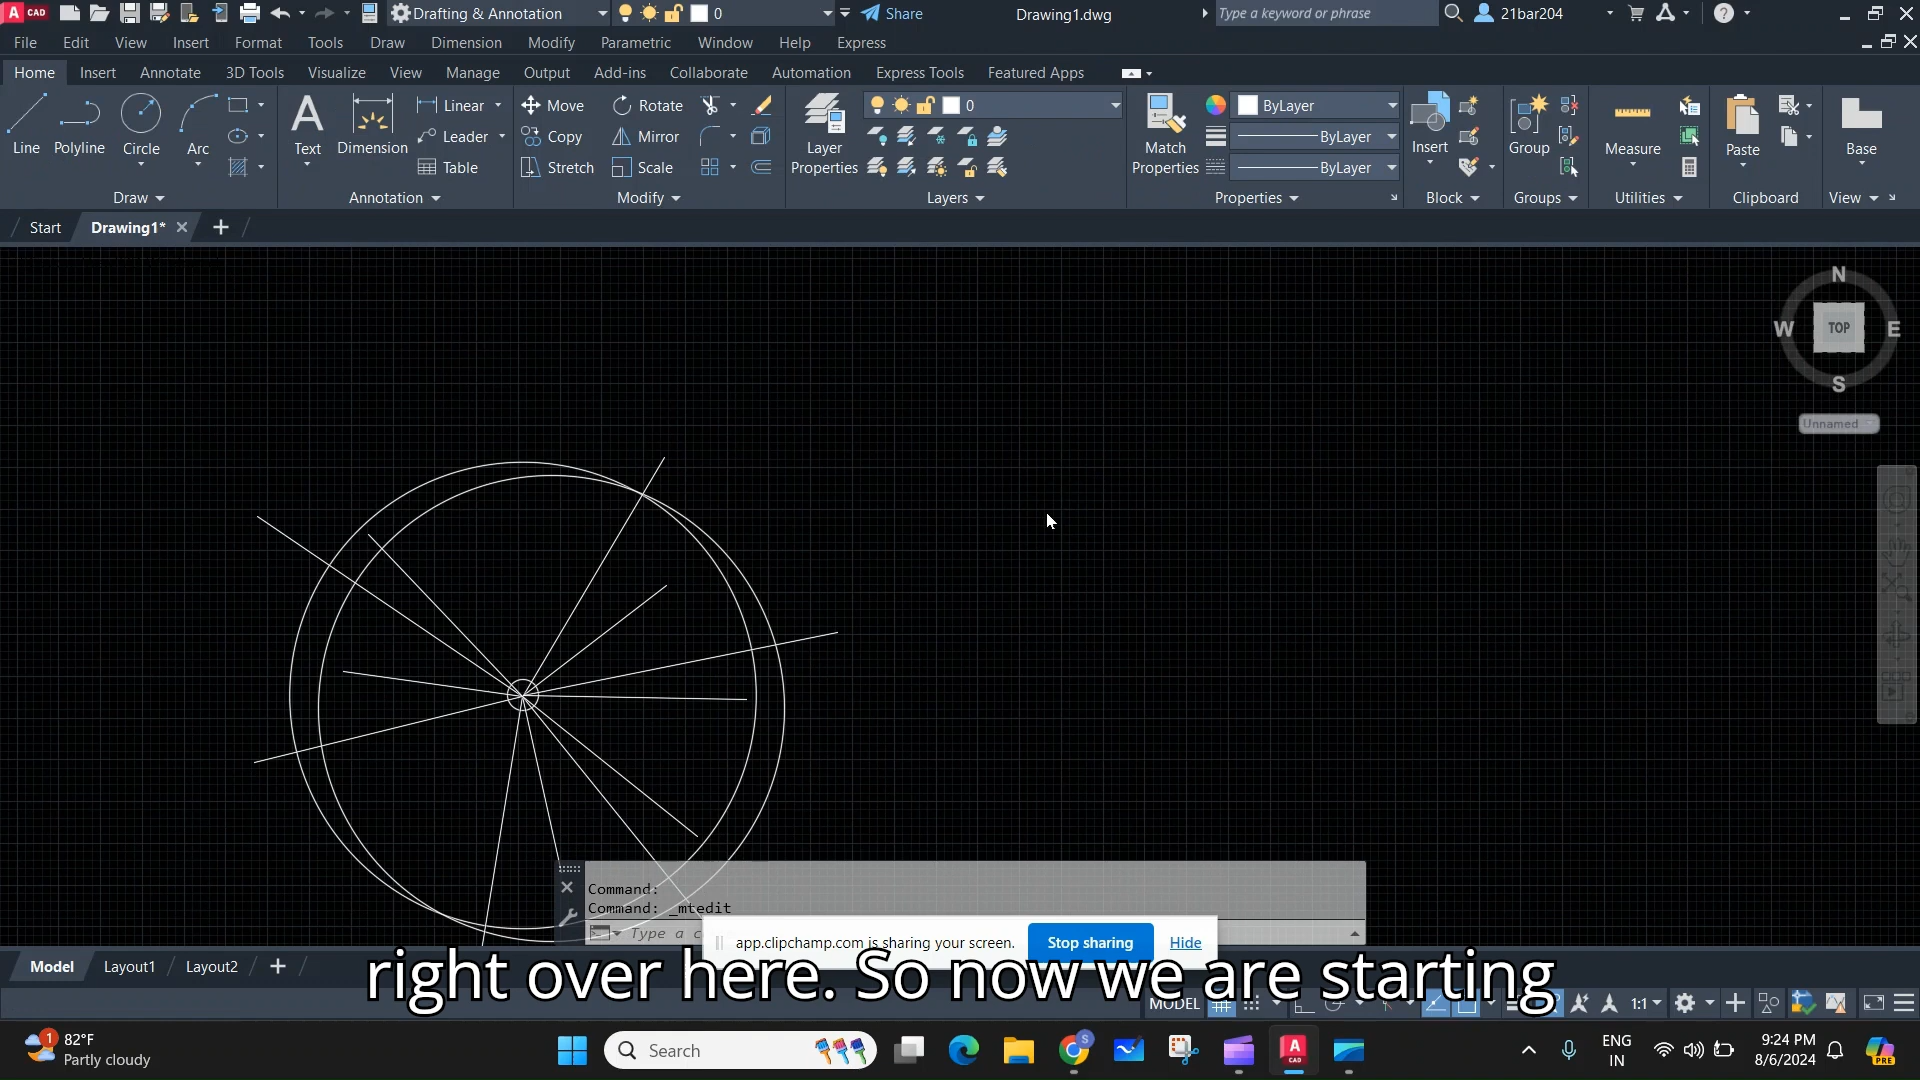 A CAD
Drafting & Annotation
0
Share
Drawing1.dwg
Type a keyword or phrase
21bar204
File Edit View Insert Format Tools Draw Dimension Modify Parametric Window Help Express
Home Insert Annotate 3D Tools Visualize View Manage Output Add-ins Collaborate Automation Express Tools Featured Apps
Line Polyline Circle Arc
Text Dimension
Linear
Leader
Table
Move Rotate
Copy Mirror
Stretch Scale
Layer
Properties
0
Match
Properties
ByLayer
ByLayer
ByLayer
Insert
Group
Measure
Paste
Base
Draw Annotation Modify Layers Properties Block Groups Utilities Clipboard View
Start Drawing1*
N
W TOP E
S
Unnamed
Command:
Command: _mtedit
Type a c
app.clipchamp.com is sharing your screen. Stop sharing Hide
Model Layout1 Layout2
right over here. So now we are starting
MODEL 1:1
1
82°F
Partly cloudy
Search
S
A
CAD
ENG
IN
9:24 PM
8/6/2024
PRE